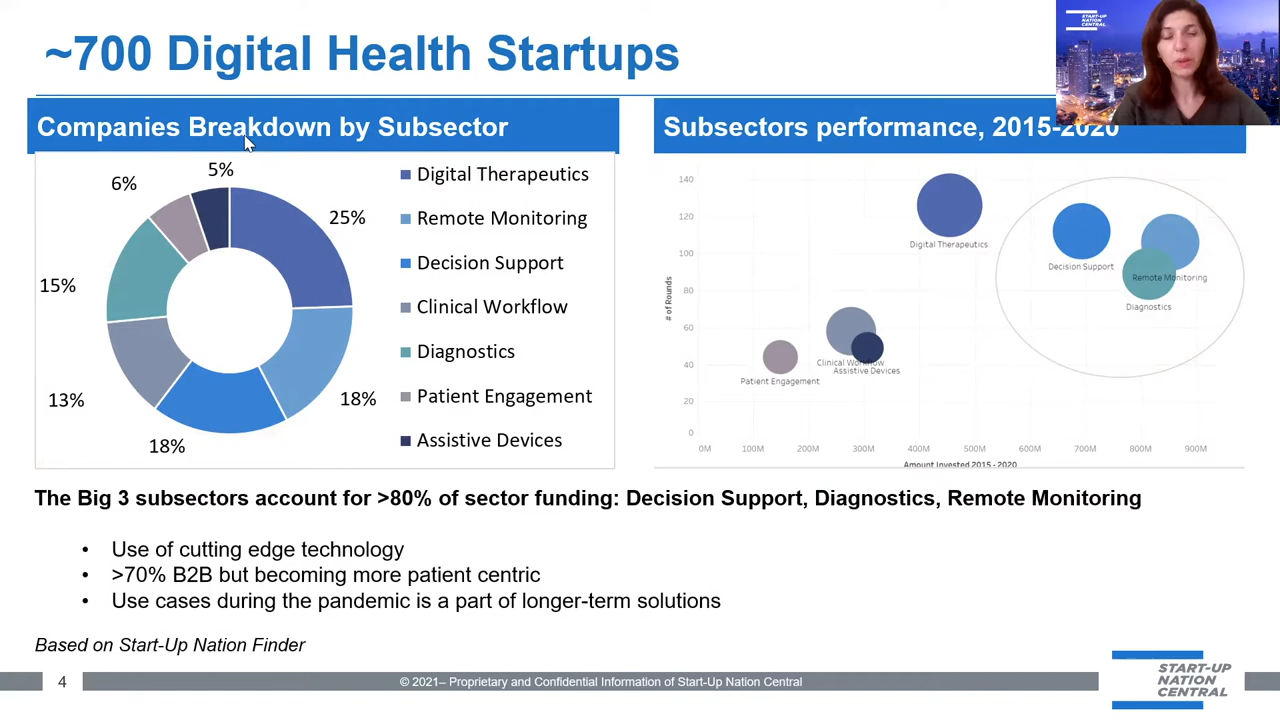 ~700 Digital Health Startups
START-UP
NATION
CENTRAL
Companies Breakdown by Subsector
5%
6%
25%
15%
18%
13%
18%
Digital Therapeutics
Remote Monitoring
Decision Support
Clinical Workflow
Diagnostics
Patient Engagement
Assistive Devices
Subsectors performance, 2015-2020
# of Rounds
140
120
100
80
60
40
20
0
Digital Therapeutics
Decision Support
Remote Monitoring
Diagnostics
Clinical Workflow
Assistive Devices
Patient Engagement
0M 100M 200M 300M 400M 500M 600M 700M 800M 900M
Amount Invested 2015 - 2020
The Big 3 subsectors account for >80% of sector funding: Decision Support, Diagnostics, Remote Monitoring
• Use of cutting edge technology
• >70% B2B but becoming more patient centric
• Use cases during the pandemic is a part of longer-term solutions
Based on Start-Up Nation Finder
4
© 2021– Proprietary and Confidential Information of Start-Up Nation Central
START-UP
NATION
CENTRAL